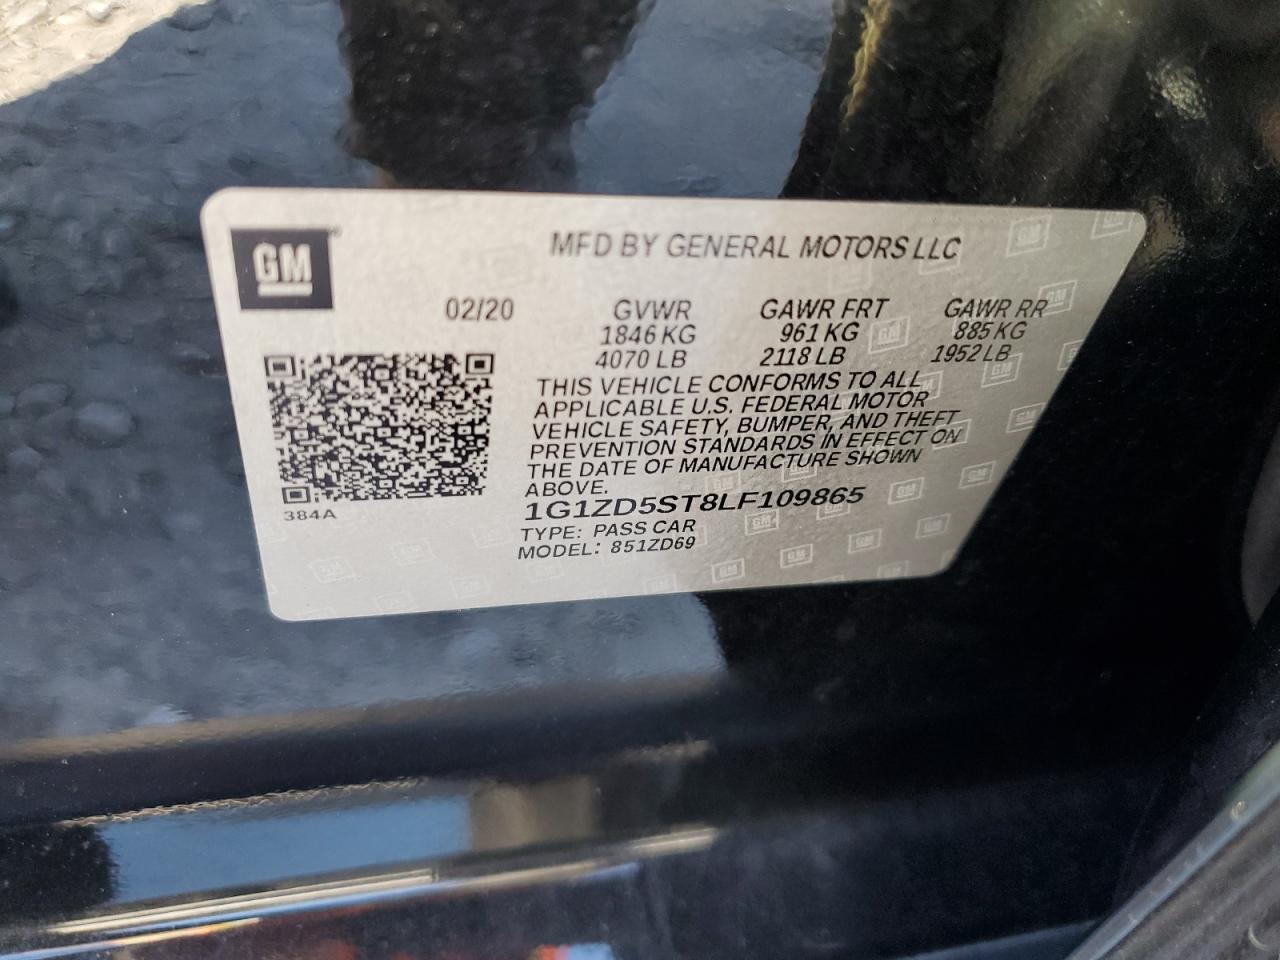 GM
MFD BY GENERAL MOTORS LLC
02/20 GVWR GAWR FRT GAWR RR
1846 KG 961 KG 885 KG
4070 LB 2118 LB 1952 LB
THIS VEHICLE CONFORMS TO ALL
APPLICABLE U.S. FEDERAL MOTOR
VEHICLE SAFETY, BUMPER, AND THEFT
PREVENTION STANDARDS IN EFFECT ON
THE DATE OF MANUFACTURE SHOWN
ABOVE.
1G1ZD5ST8LF109865
TYPE: PASS CAR
MODEL: 851ZD69
384A